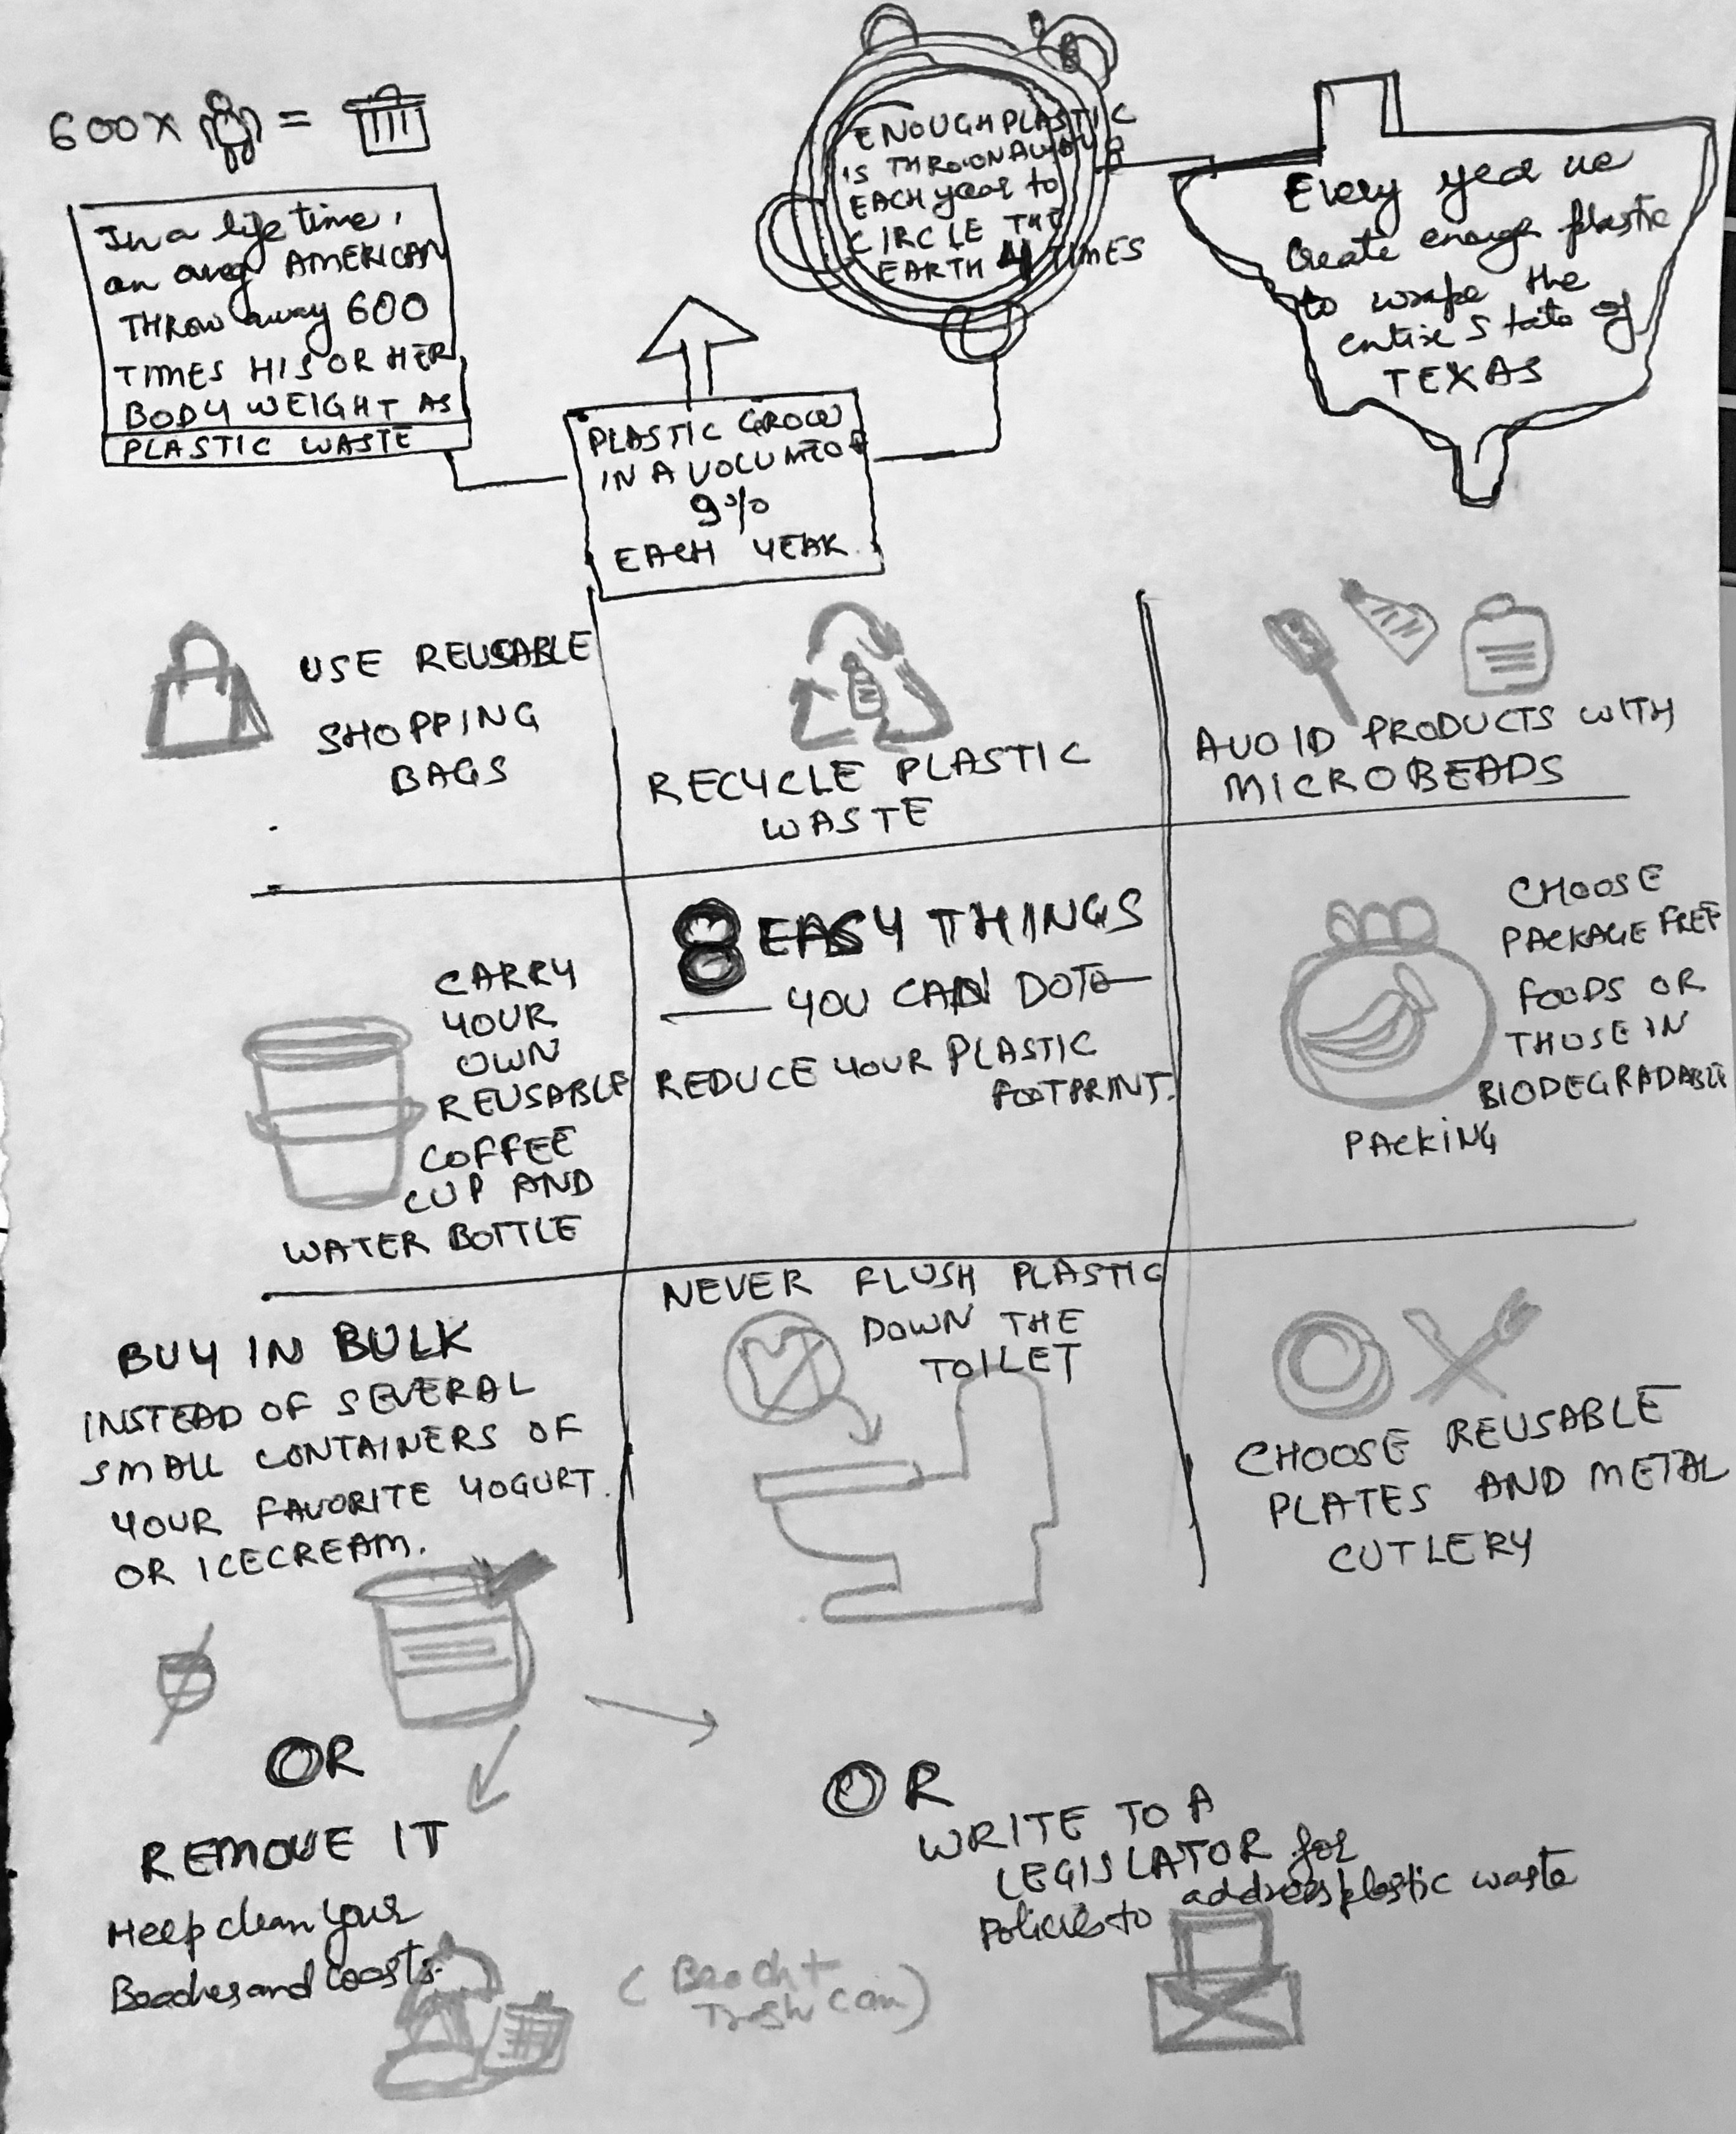 600 X =
In a life time,
an avg AMERICAN
THROW away 600
TIMES HIS OR HER
BODY WEIGHT AS
PLASTIC WASTE
PLASTIC GROW
IN A VOLUME OF
9%
EACH YEAR.
ENOUGH PLASTIC
IS THROWN AWAY
EACH year to
CIRCLE THE
EARTH 4 TIMES
Every year we
Create enough plastic
to wrape the
entire State of
TEXAS
USE REUSABLE
SHOPPING
BAGS
RECYCLE PLASTIC
WASTE
AVOID PRODUCTS WITH
MICROBEADS
CARRY
YOUR
OWN
REUSABLE
COFFEE
CUP AND
WATER BOTTLE
8 EASY THINGS
YOU CAN DO TO
REDUCE YOUR PLASTIC
FOOTPRINT.
CHOOSE
PACKAGE FREE
FOODS OR
THOSE IN
BIODEGRADABLE
PACKING
BUY IN BULK
INSTEAD OF SEVERAL
SMALL CONTAINERS OF
YOUR FAVORITE YOGURT.
OR ICECREAM.
NEVER FLUSH PLASTIC
DOWN THE
TOILET
CHOOSE REUSABLE
PLATES AND METAL
CUTLERY
OR
REMOVE IT
Help clean your
Beaches and coasts.
(Beach +
Trash can)
OR
WRITE TO A
LEGISLATOR for
policies to address plastic waste